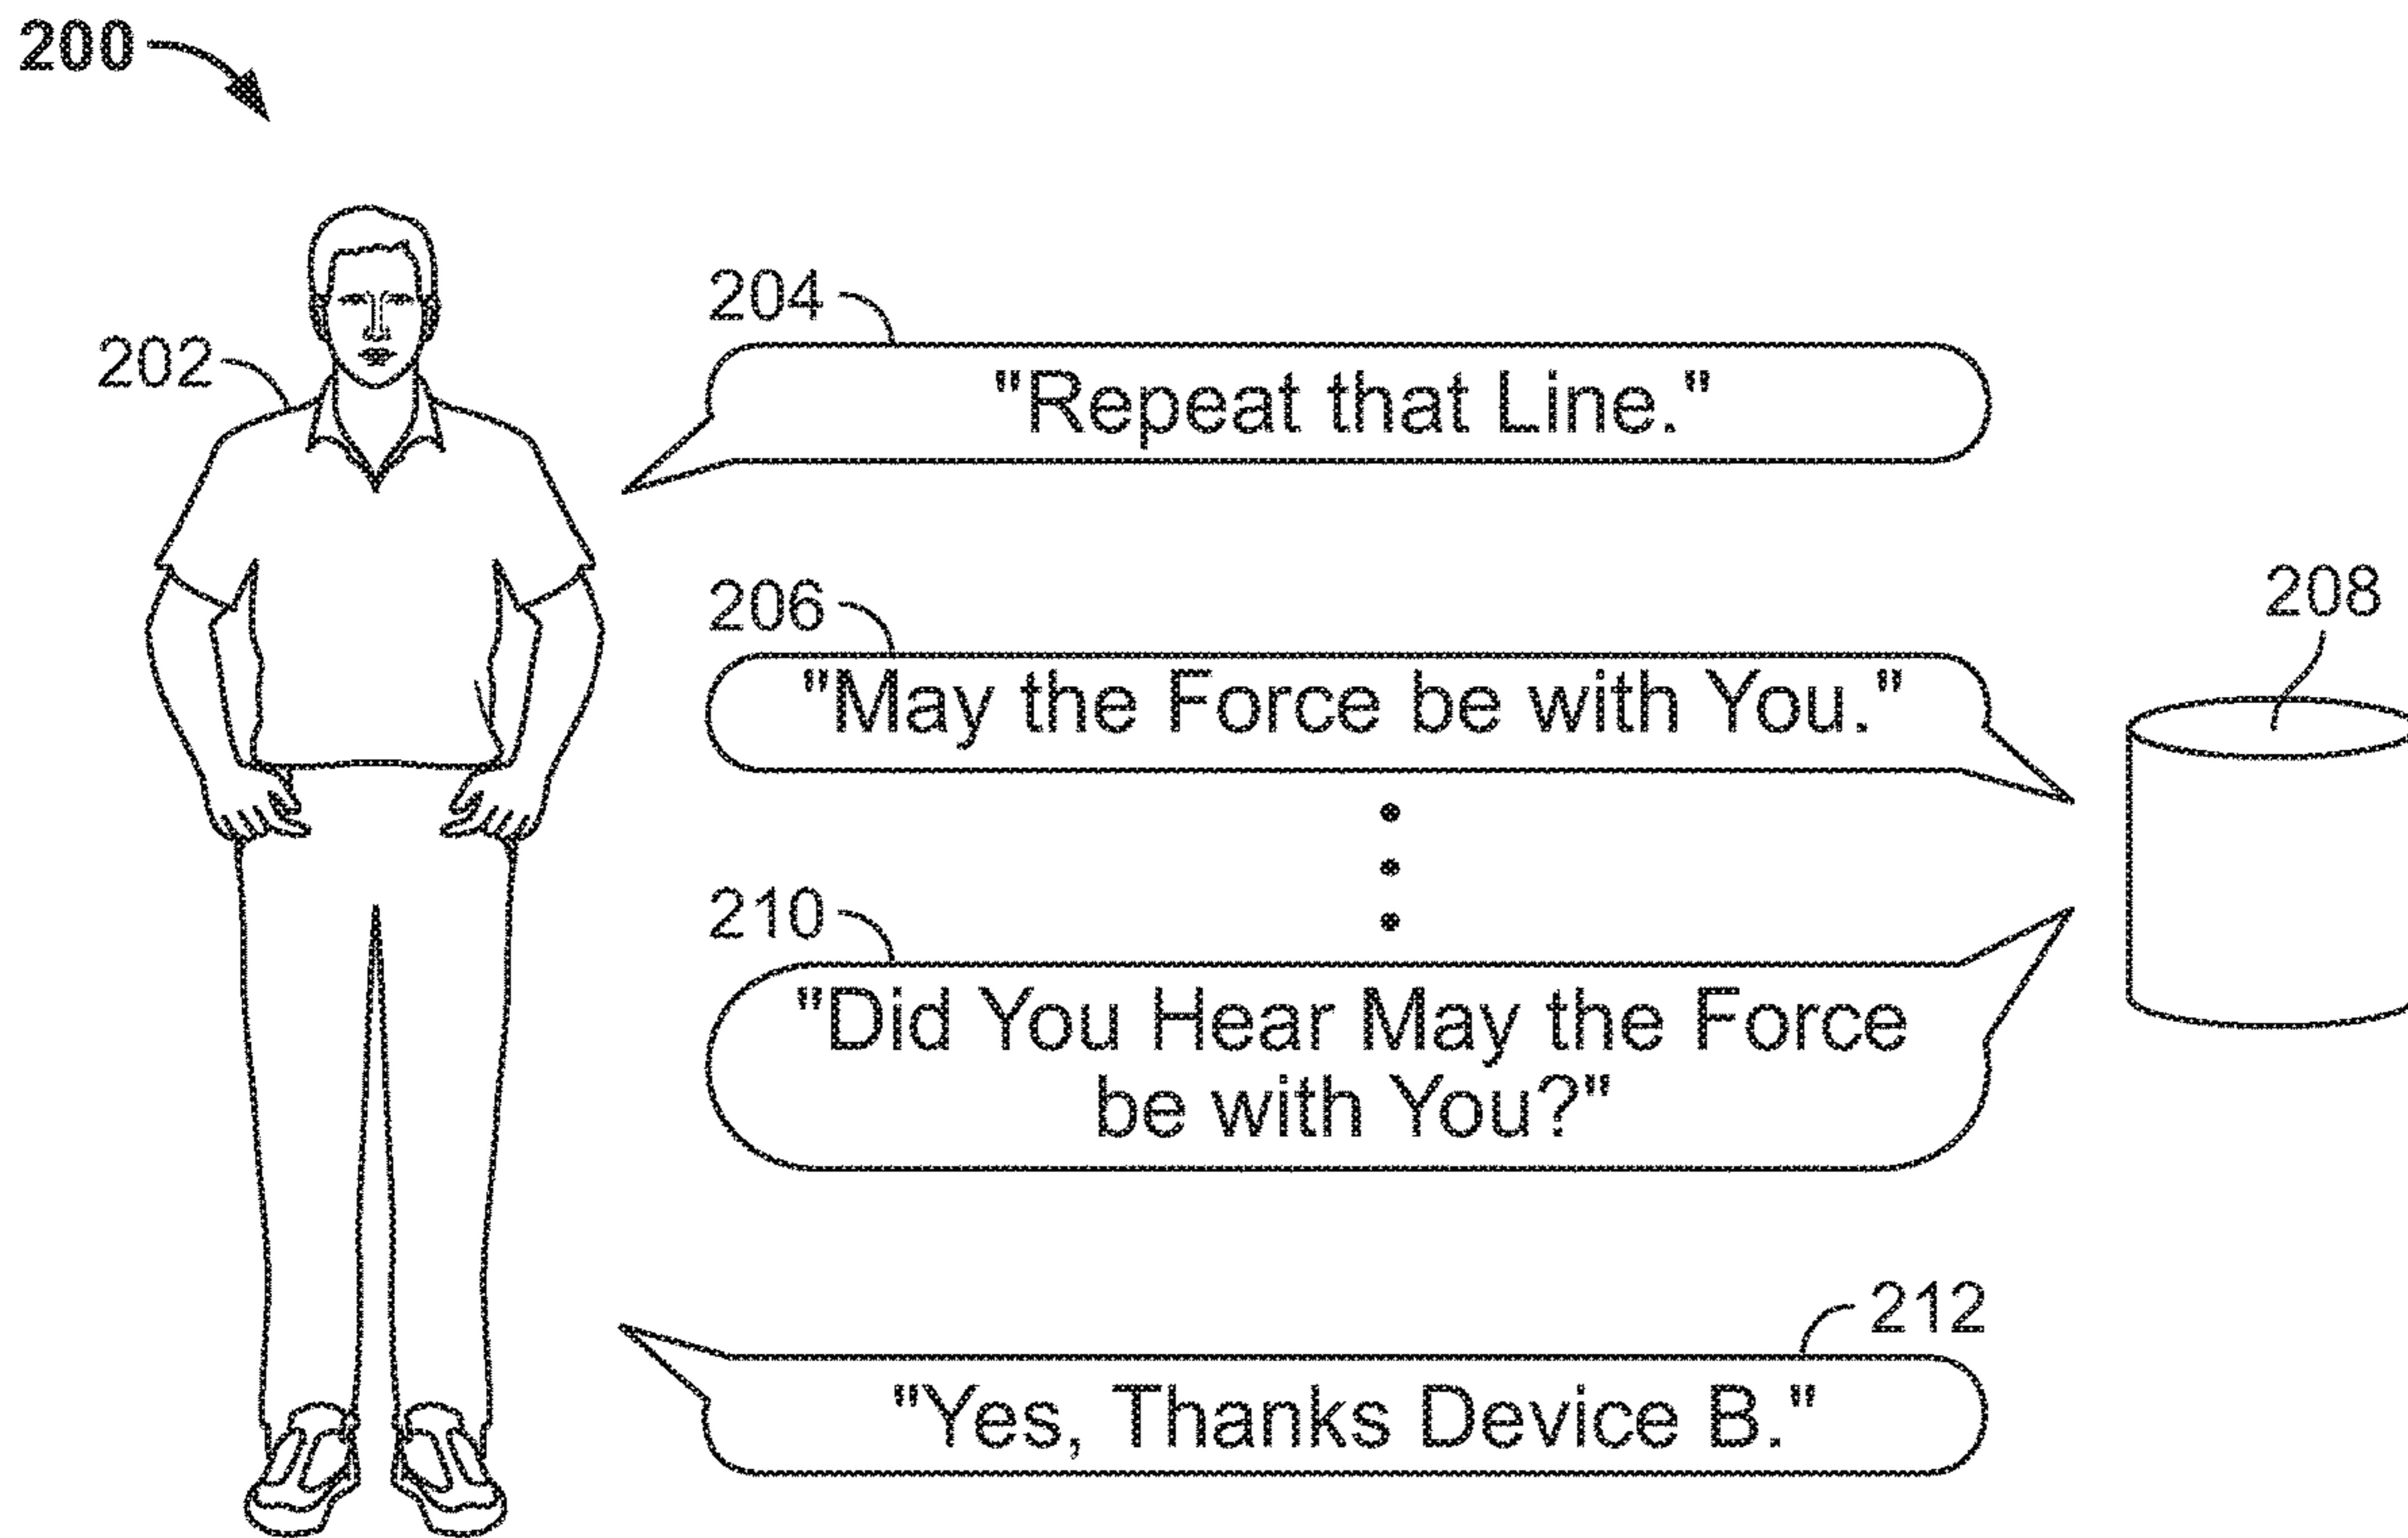 200
202
204
"Repeat that Line."
206
"May the Force be with You."
208
210
"Did You Hear May the Force
be with You?"
212
"Yes, Thanks Device B."